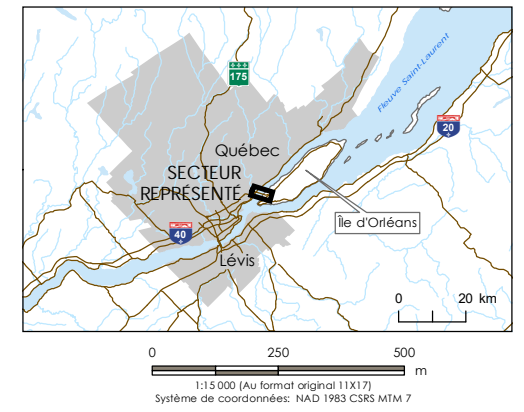 175
Fleuve Saint-Laurent
20
Québec
SECTEUR
REPRÉSENTÉ
Île d'Orléans
40
Lévis
0 20 km
0 250 500
m
1:15 000 (Au format original 11X17)
Système de coordonnées: NAD 1983 CSRS MTM 7